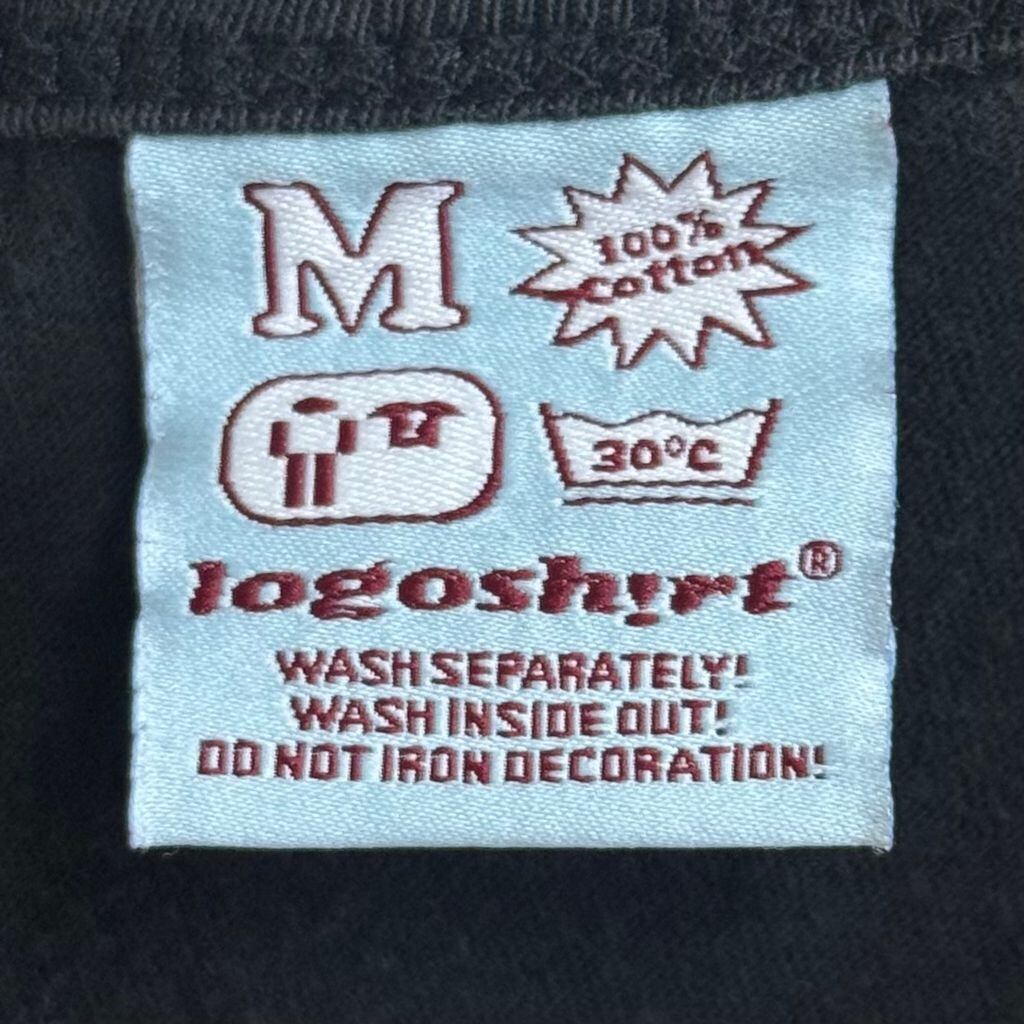 M
100%
cotton
30°C
logoshirt®
WASH SEPARATELY!
WASH INSIDE OUT!
DO NOT IRON DECORATION!